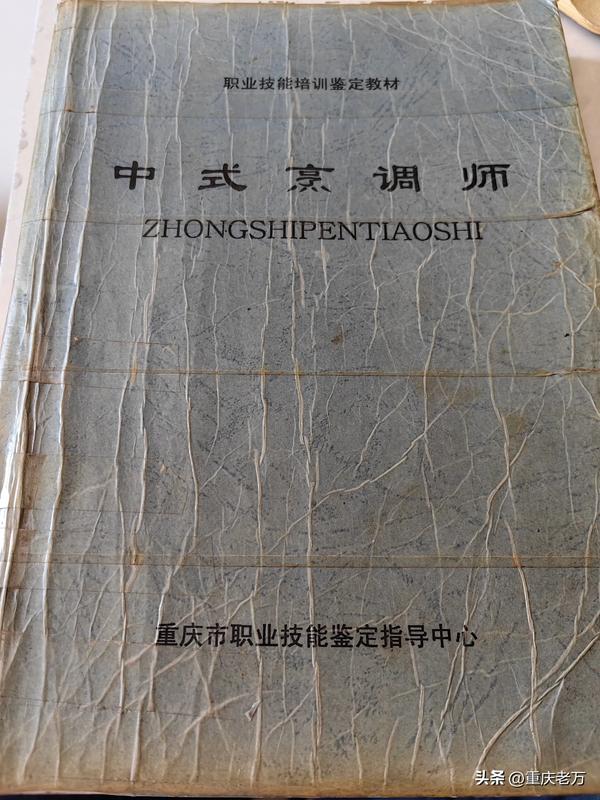 职业技能培训鉴定教材
中式烹调师
ZHONGSHIPENTIAOSHI
重庆市职业技能鉴定指导中心
头条 @重庆老万